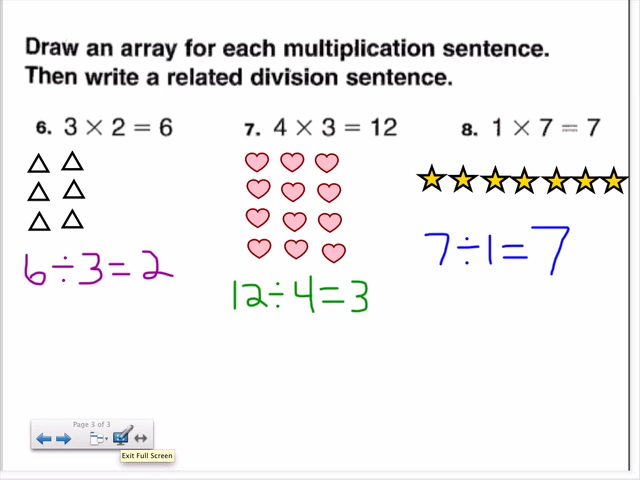 Draw an array for each multiplication sentence.
Then write a related division sentence.
6. 3 × 2 = 6
7. 4 × 3 = 12
8. 1 × 7 = 7
6 ÷ 3 = 2
12 ÷ 4 = 3
7 ÷ 1 = 7
Page 3 of 3
Exit Full Screen